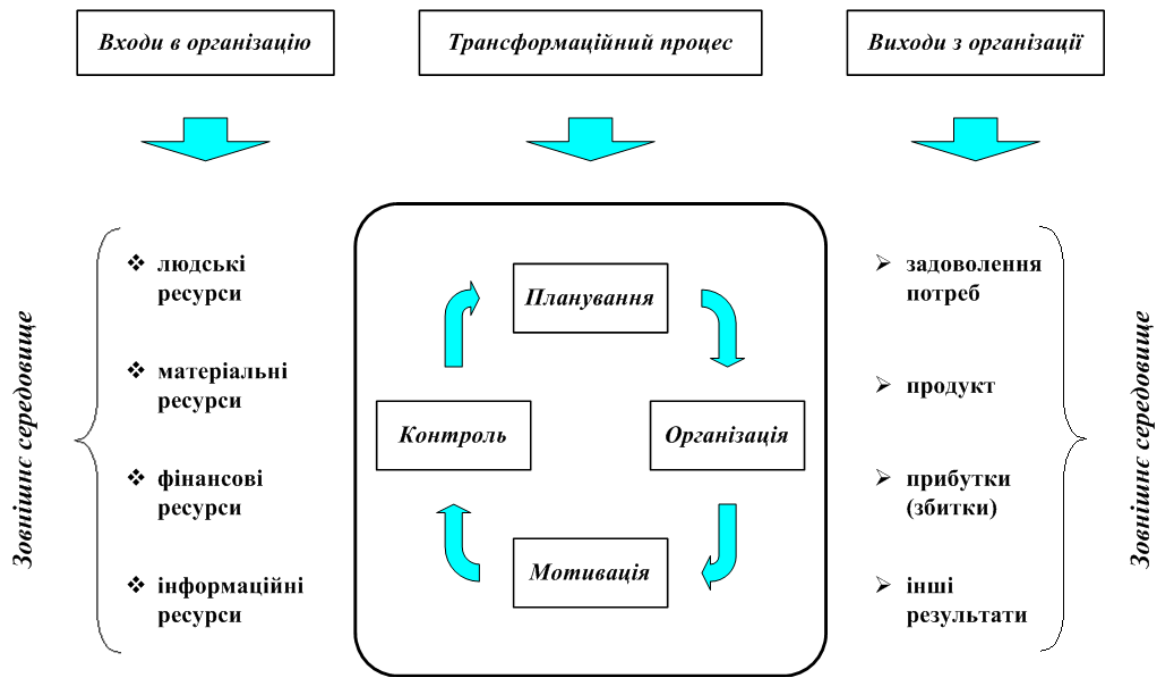 Входи в організацію
Трансформаційний процес
Виходи з організації
Зовнішнє середовище
❖ людські
ресурси
❖ матеріальні
ресурси
❖ фінансові
ресурси
❖ інформаційні
ресурси
Планування
Контроль
Організація
Мотивація
➢ задоволення
потреб
➢ продукт
➢ прибутки
(збитки)
➢ інші
результати
Зовнішнє середовище